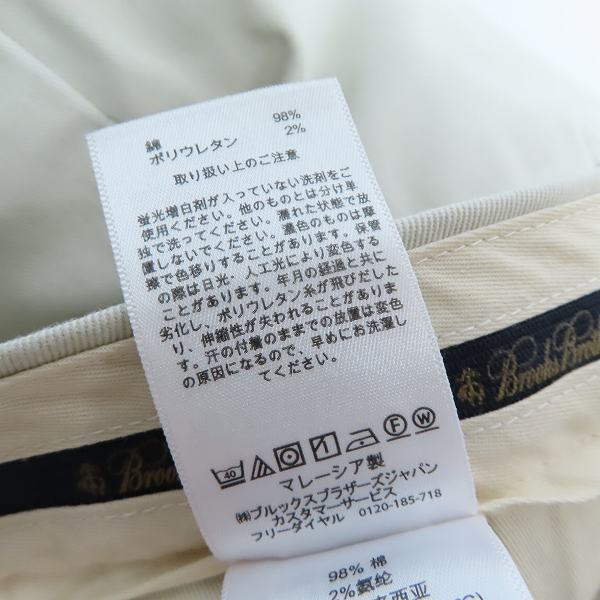 綿 98%
ポリウレタン 2%
取り扱い上のご注意
蛍光増白剤が入っていない洗剤をご
使用ください。他のものとは分け単
独で洗ってください。濡れた状態で放
置しないでください。濃色のものは摩
擦で色移りすることがあります。保管
の際は日光、人工光により変色する
ことがあります。年月の経過と共に
劣化し、ポリウレタン糸が飛びだした
り、伸縮性が失われることがありま
す。汗の付着のままでの放置は変色
の原因になるので、早めにお洗濯し
てください。
40 1 F W
マレーシア製
㈱ブルックスブラザーズジャパン
カスタマーサービス
フリーダイヤル 0120-185-718
98% 棉
2% 氨纶
Brooks Broth
Brook